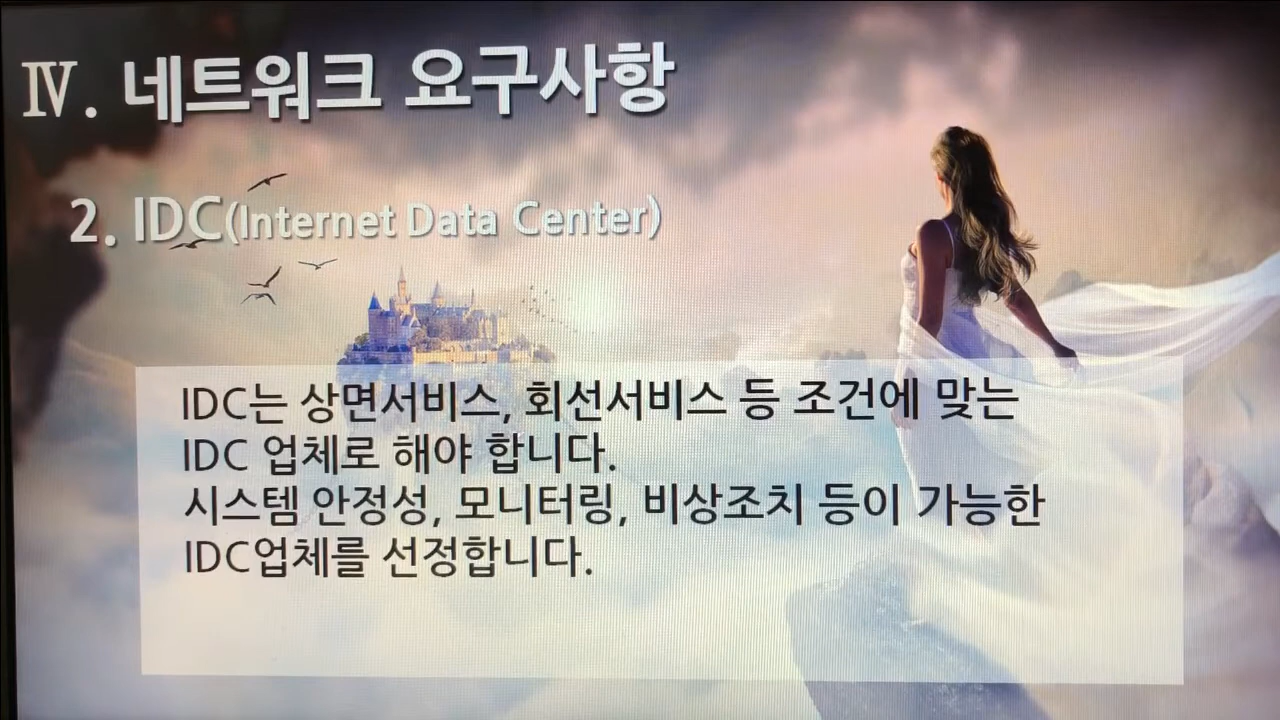 Ⅳ. 네트워크 요구사항
2. IDC(Internet Data Center)
IDC는 상면서비스, 회선서비스 등 조건에 맞는
IDC 업체로 해야 합니다.
시스템 안정성, 모니터링, 비상조치 등이 가능한
IDC업체를 선정합니다.